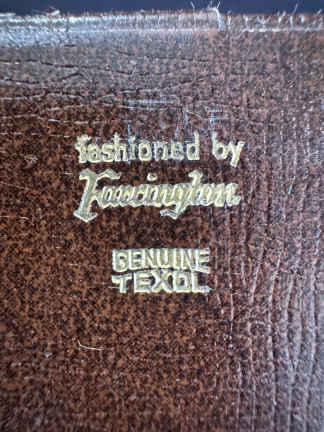 fashioned by
Farrington
GENUINE
TEXOL